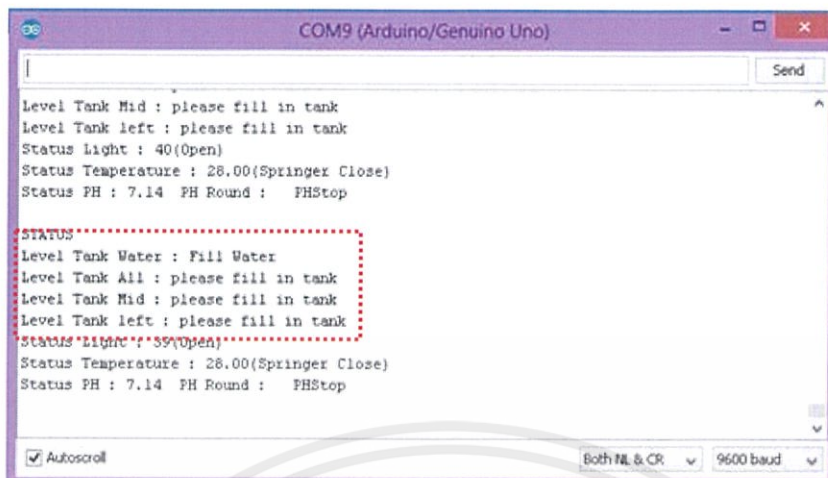 COM9 (Arduino/Genuino Uno)
Send
Level Tank Mid : please fill in tank
Level Tank left : please fill in tank
Status Light : 40(Open)
Status Temperature : 28.00(Springer Close)
Status PH : 7.14 PH Round : PHStop
STATUS
Level Tank Water : Fill Water
Level Tank All : please fill in tank
Level Tank Mid : please fill in tank
Level Tank left : please fill in tank
Status Light : 39(Open)
Status Temperature : 28.00(Springer Close)
Status PH : 7.14 PH Round : PHStop
Autoscroll
Both NL & CR
9600 baud